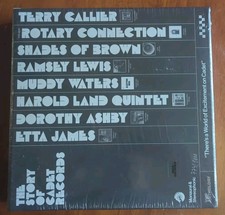 TERRY CALLIER
ROTARY CONNECTION
SHADES OF BROWN
RAMSEY LEWIS
MUDDY WATERS
HAROLD LAND QUINTET
DOROTHY ASHBY
ETTA JAMES
THE STORY OF CADET RECORDS
"There's a World of Excitement on Cadet"